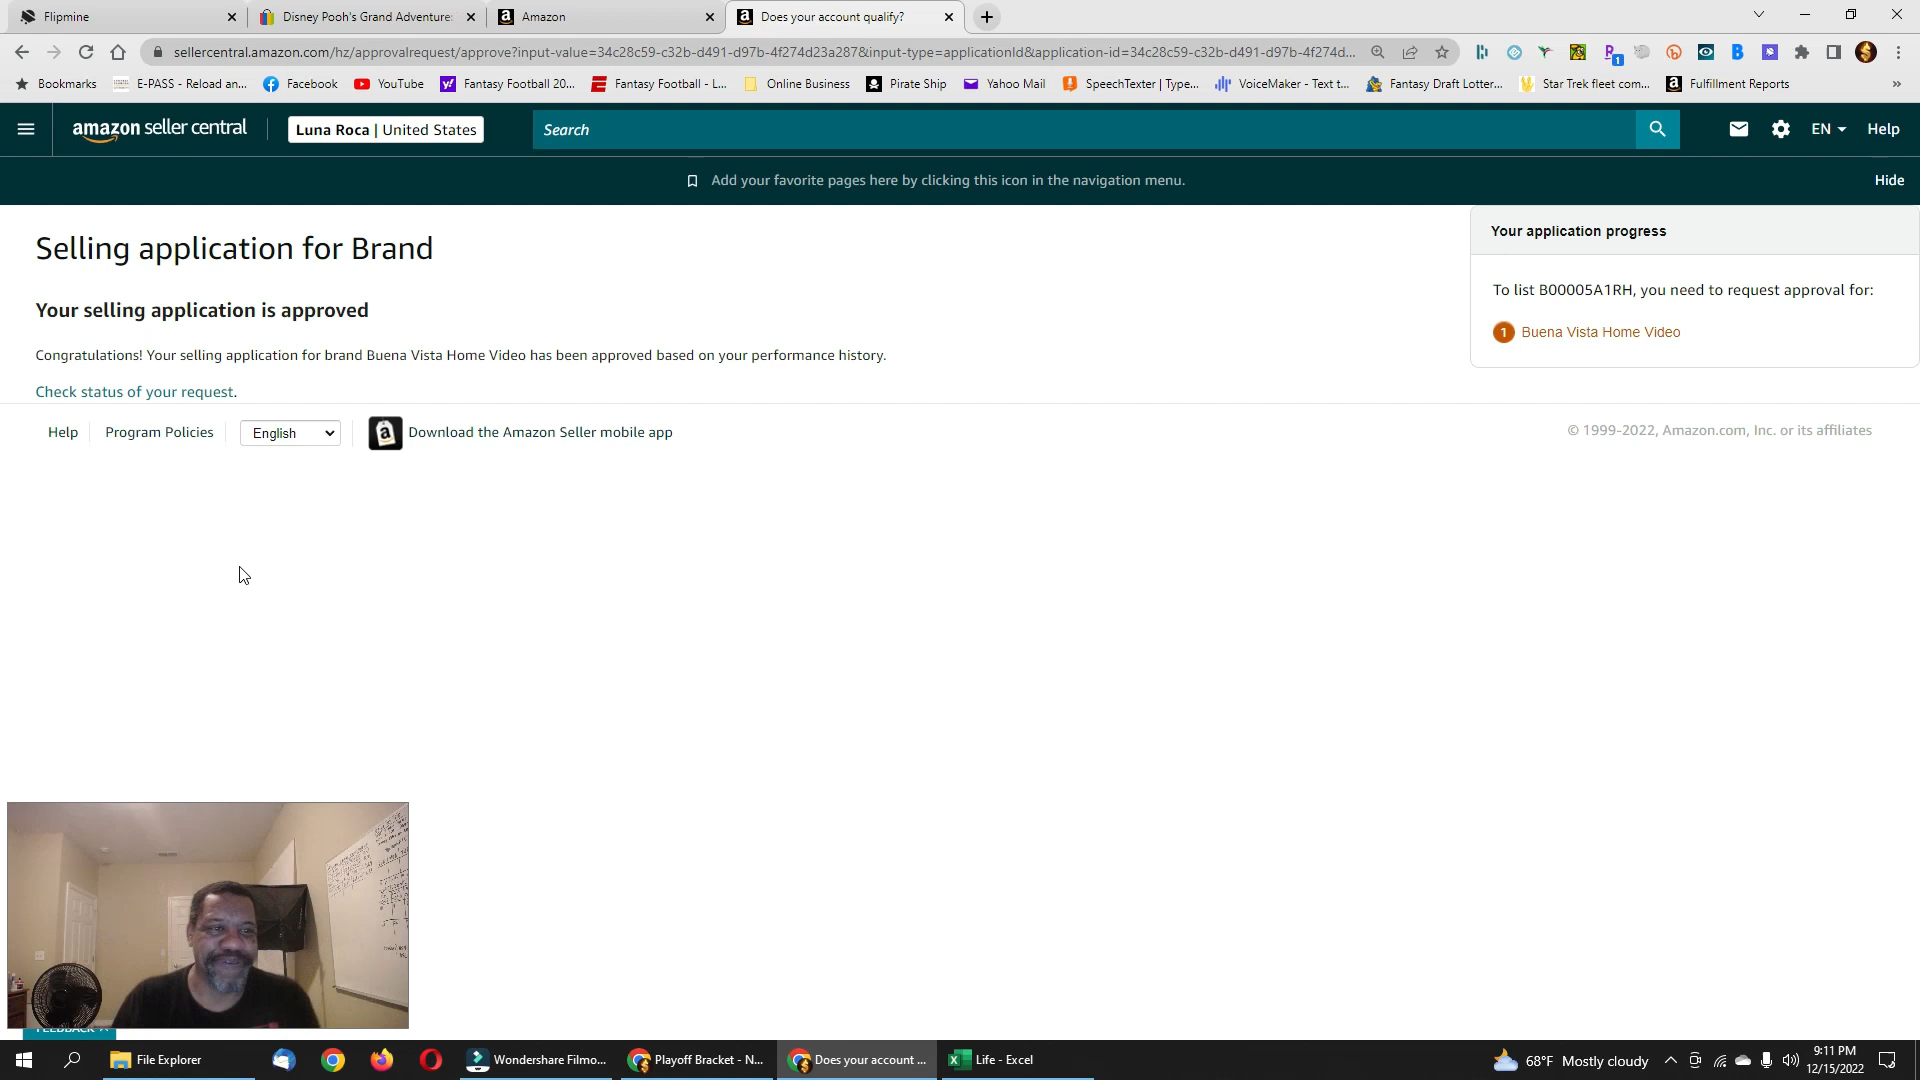 Flipmine
Disney Pooh's Grand Adventure:
Amazon
Does your account qualify?
sellercentral.amazon.com/hz/approvalrequest/approve?input-value=34c28c59-c32b-d491-d97b-4f274d23a287&input-type=applicationId&application-id=34c28c59-c32b-d491-d97b-4f274d...
Bookmarks
E-PASS - Reload an...
Facebook
YouTube
Fantasy Football 20...
Fantasy Football - L...
Online Business
Pirate Ship
Yahoo Mail
SpeechTexter | Type...
VoiceMaker - Text t...
Fantasy Draft Lotter...
Star Trek fleet com...
Fulfillment Reports
»
amazon seller central
Luna Roca | United States
Search
EN
Help
Add your favorite pages here by clicking this icon in the navigation menu.
Hide
Selling application for Brand
Your selling application is approved
Congratulations! Your selling application for brand Buena Vista Home Video has been approved based on your performance history.
Check status of your request.
Your application progress
To list B00005A1RH, you need to request approval for:
1 Buena Vista Home Video
Help
Program Policies
English
Download the Amazon Seller mobile app
© 1999-2022, Amazon.com, Inc. or its affiliates
FEEDBACK
File Explorer
Wondershare Filmo...
Playoff Bracket - N...
Does your account ...
Life - Excel
68°F Mostly cloudy
9:11 PM
12/15/2022